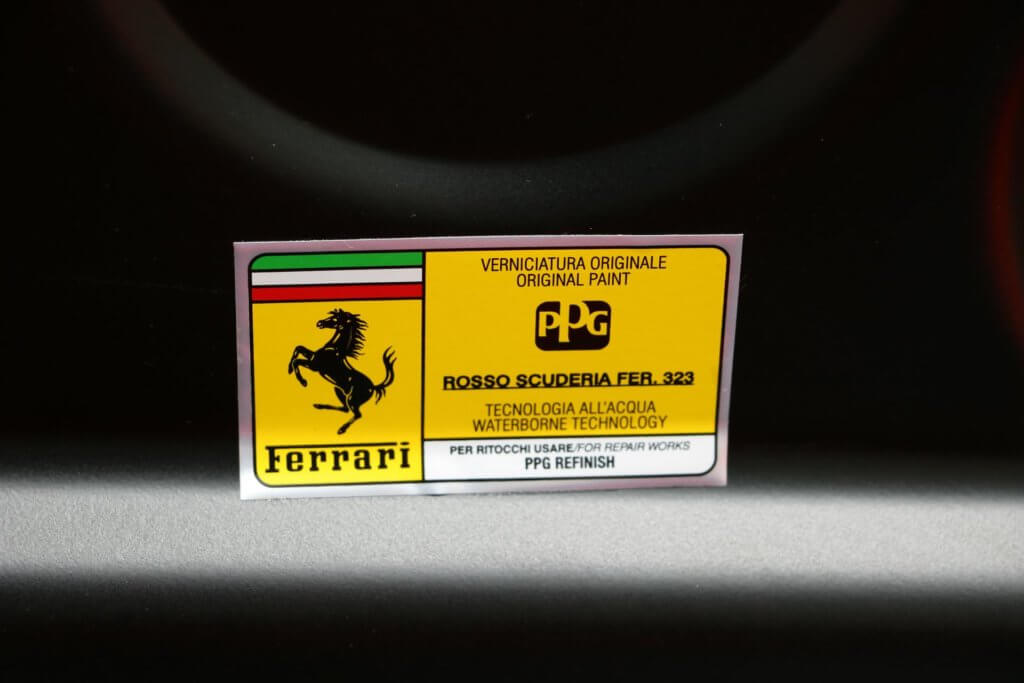 VERNICIATURA ORIGINALE
ORIGINAL PAINT
PPG
ROSSO SCUDERIA FER. 323
TECNOLOGIA ALL'ACQUA
WATERBORNE TECHNOLOGY
Ferrari
PER RITOCCHI USARE/FOR REPAIR WORKS
PPG REFINISH